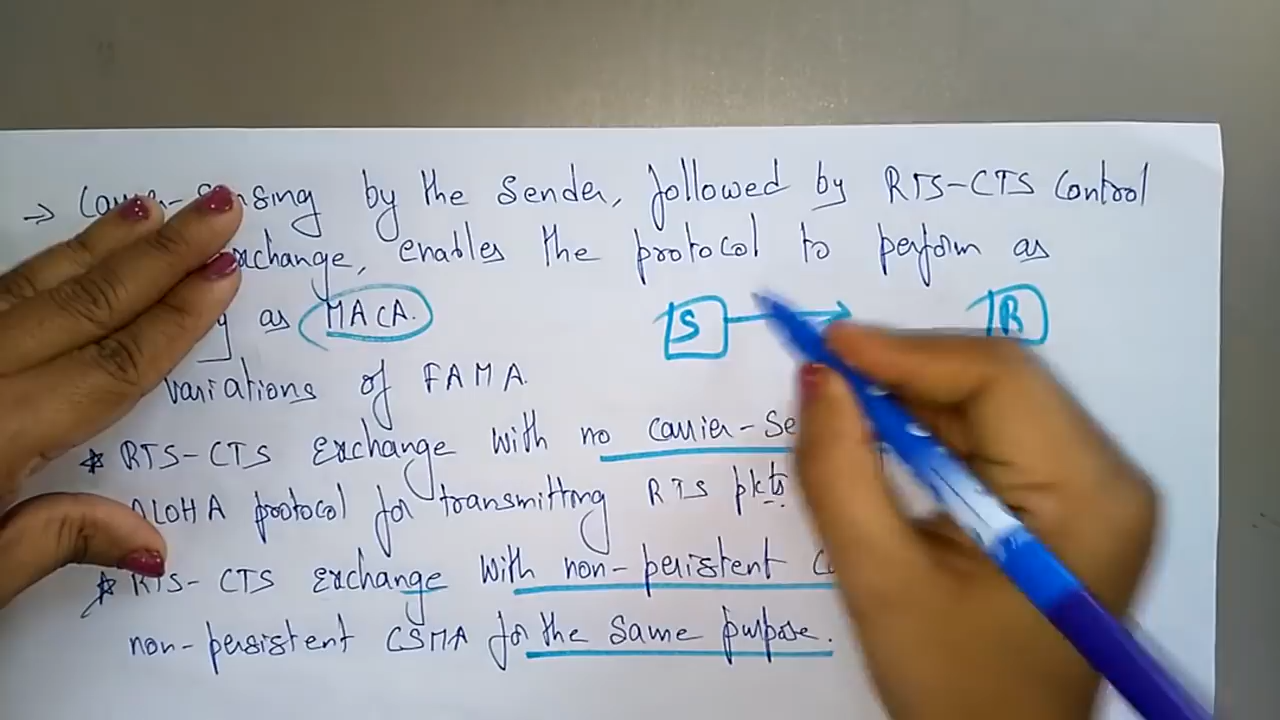 → Carrier-Sensing by the Sender, followed by RTS-CTS Control
exchange, enables the protocol to perform as
as MACA. S R
variations of FAMA.
* RTS-CTS Exchange with no carrier-se
ALOHA protocol for transmitting RTS pkts.
* RTS-CTS Exchange with non-peristent
non-persistent CSMA for the same purpose.